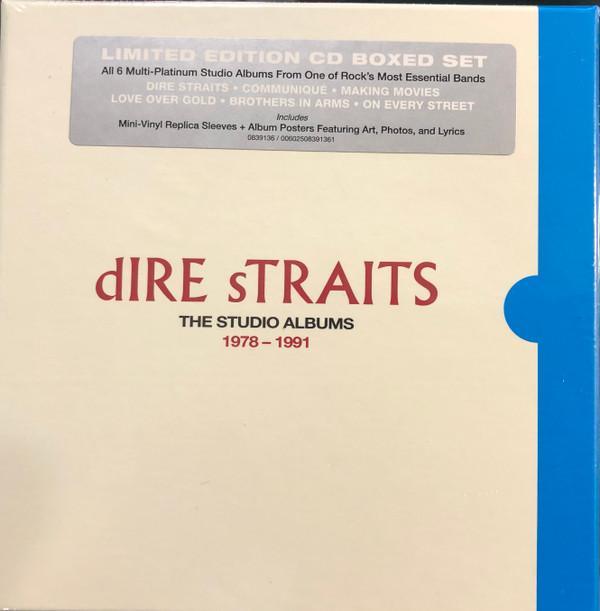 LIMITED EDITION CD BOXED SET
All 6 Multi-Platinum Studio Albums From One of Rock's Most Essential Bands
DIRE STRAITS • COMMUNIQUÉ • MAKING MOVIES
LOVE OVER GOLD • BROTHERS IN ARMS • ON EVERY STREET
Includes
Mini-Vinyl Replica Sleeves + Album Posters Featuring Art, Photos, and Lyrics
0839136 / 00602508391361
dIRE sTRAITS
THE STUDIO ALBUMS
1978 – 1991